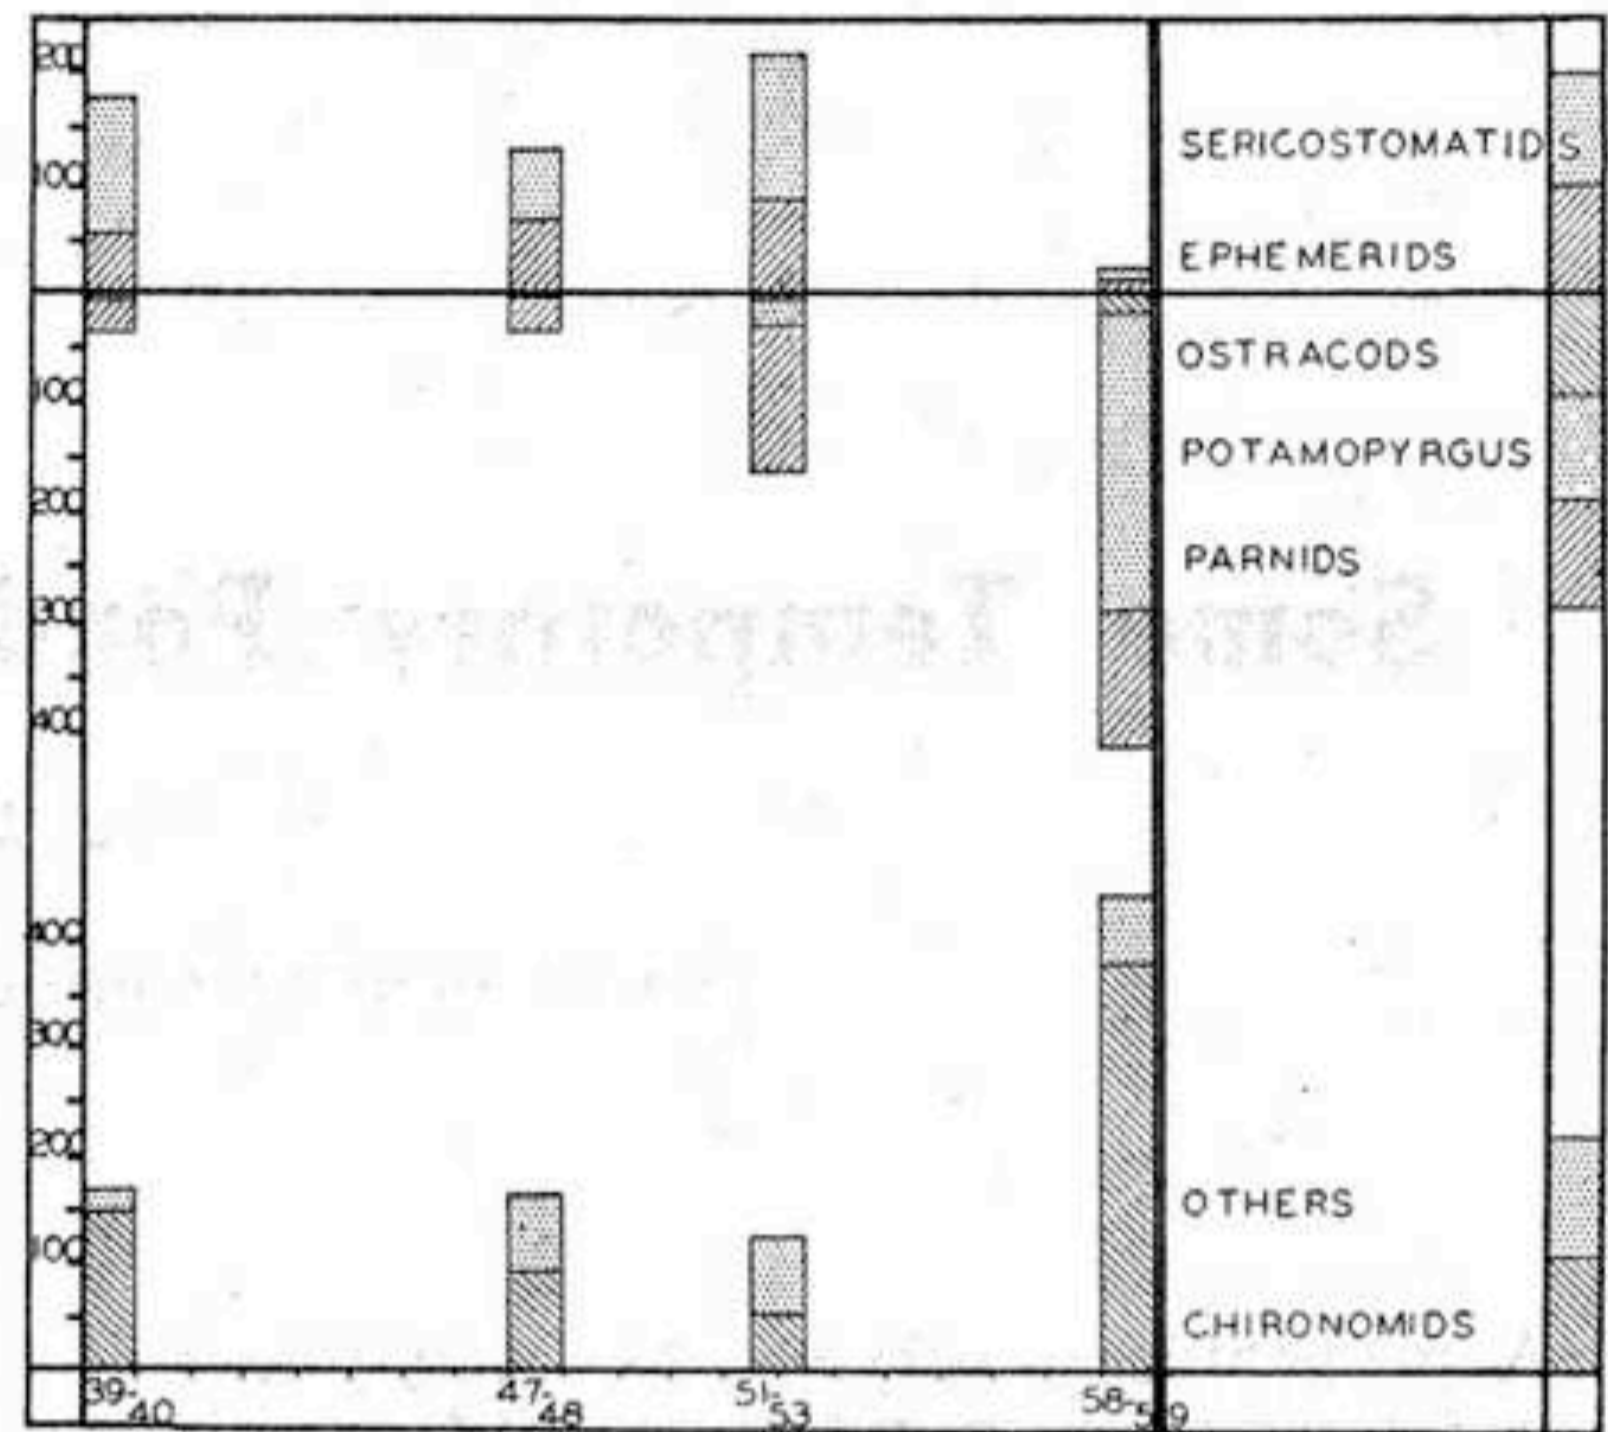 200
100
100
200
300
400
400
300
200
100
SERICOSTOMATIDS
EPHEMERIDS
OSTRACODS
POTAMOPYRGUS
PARNIDS
OTHERS
CHIRONOMIDS
39-40
47-48
51-53
58-59